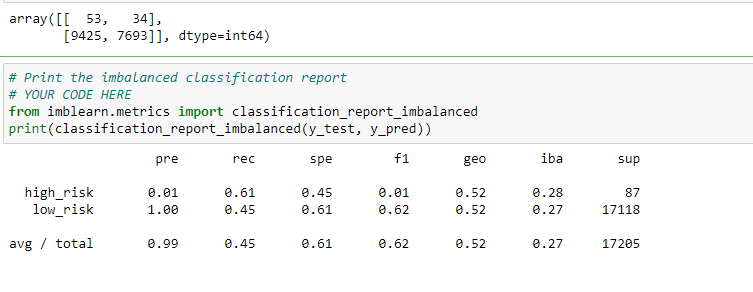 array([[  53,   34],
       [9425, 7693]], dtype=int64)
# Print the imbalanced classification report
# YOUR CODE HERE
from imblearn.metrics import classification_report_imbalanced
print(classification_report_imbalanced(y_test, y_pred))
                   pre       rec       spe        f1       geo       iba       sup
  high_risk       0.01      0.61      0.45      0.01      0.52      0.28        87
   low_risk       1.00      0.45      0.61      0.62      0.52      0.27     17118
avg / total       0.99      0.45      0.61      0.62      0.52      0.27     17205